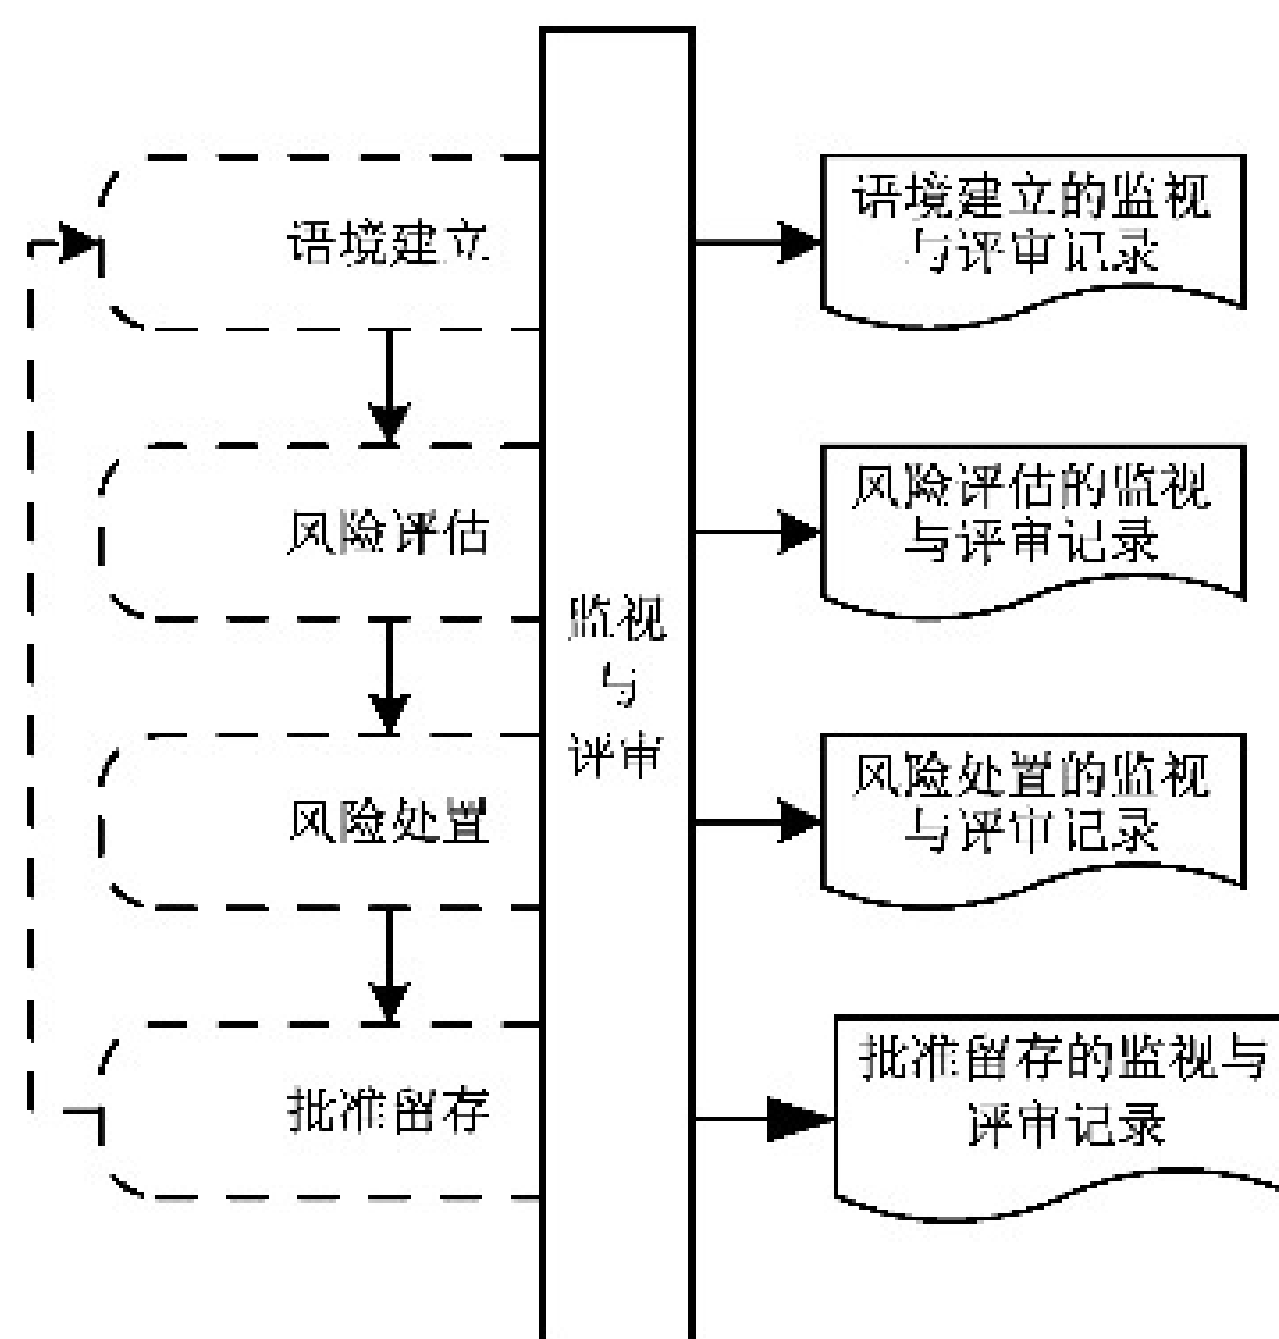 语境建立
风险评估
风险处置
批准留存
监视
与
评审
语境建立的监视
与评审记录
风险评估的监视
与评审记录
风险处置的监视
与评审记录
批准留存的监视与
评审记录